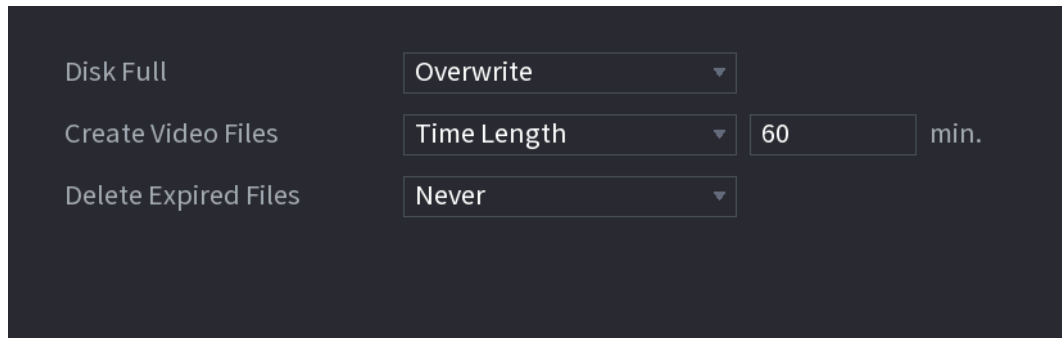 Disk Full Overwrite
Create Video Files Time Length 60 min.
Delete Expired Files Never